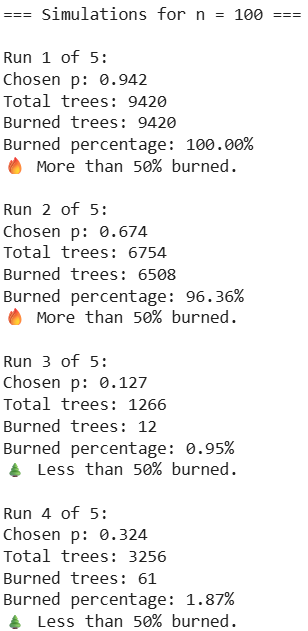 === Simulations for n = 100 ===
Run 1 of 5:
Chosen p: 0.942
Total trees: 9420
Burned trees: 9420
Burned percentage: 100.00%
🔥 More than 50% burned.
Run 2 of 5:
Chosen p: 0.674
Total trees: 6754
Burned trees: 6508
Burned percentage: 96.36%
🔥 More than 50% burned.
Run 3 of 5:
Chosen p: 0.127
Total trees: 1266
Burned trees: 12
Burned percentage: 0.95%
🌲 Less than 50% burned.
Run 4 of 5:
Chosen p: 0.324
Total trees: 3256
Burned trees: 61
Burned percentage: 1.87%
🌲 Less than 50% burned.